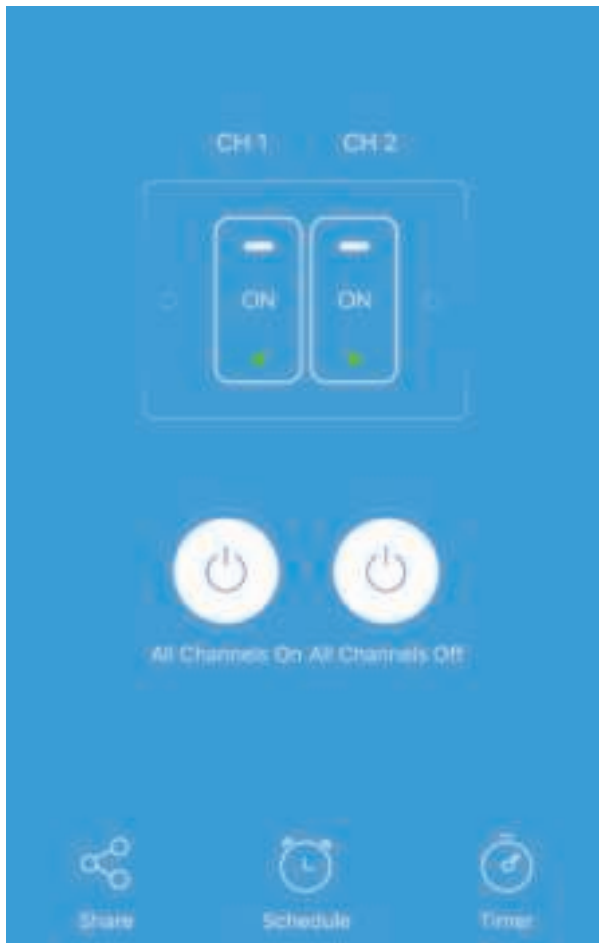 CH 1 CH 2
ON ON
All Channels On All Channels Off
Share Schedule Timer